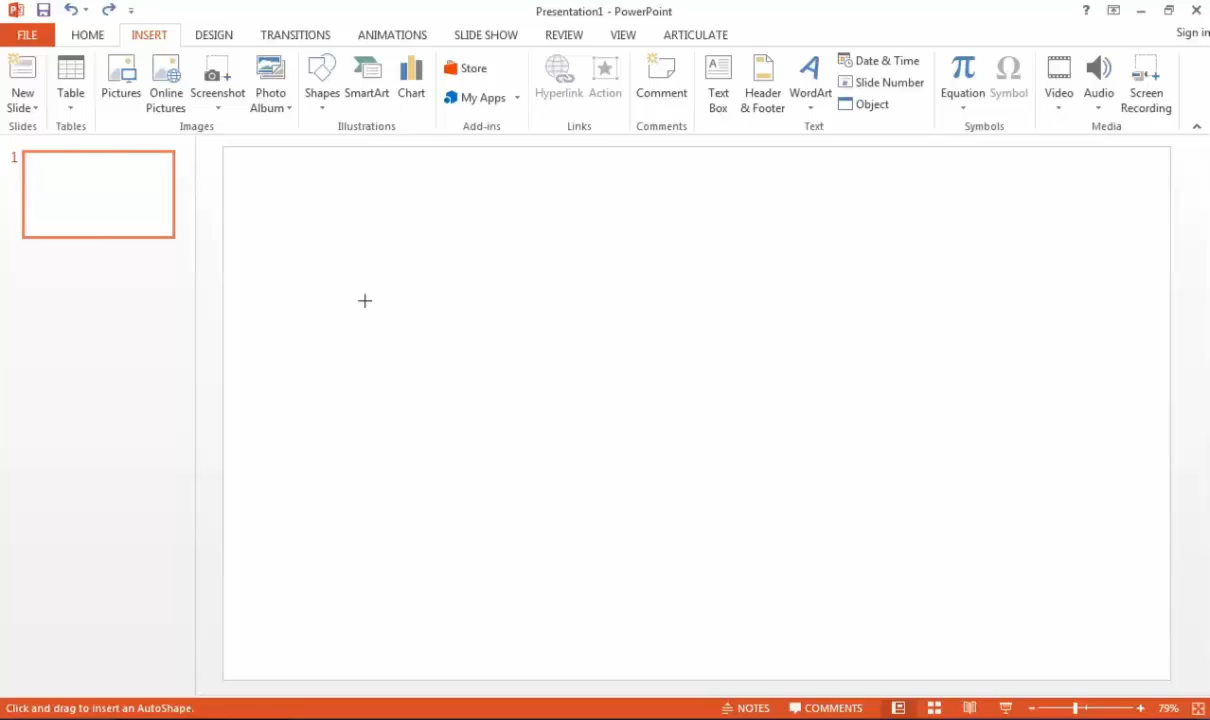 Presentation1 - PowerPoint
?
Sign in
FILE HOME INSERT DESIGN TRANSITIONS ANIMATIONS SLIDE SHOW REVIEW VIEW ARTICULATE
New Slide
Table
Pictures
Online Pictures
Screenshot
Photo Album
Shapes
SmartArt
Chart
Store
My Apps
Hyperlink
Action
Comment
Text Box
Header & Footer
WordArt
Date & Time
Slide Number
Object
Equation
Symbol
Video
Audio
Screen Recording
Slides Tables Images Illustrations Add-ins Links Comments Text Symbols Media
1
Click and drag to insert an AutoShape.
NOTES COMMENTS 79%